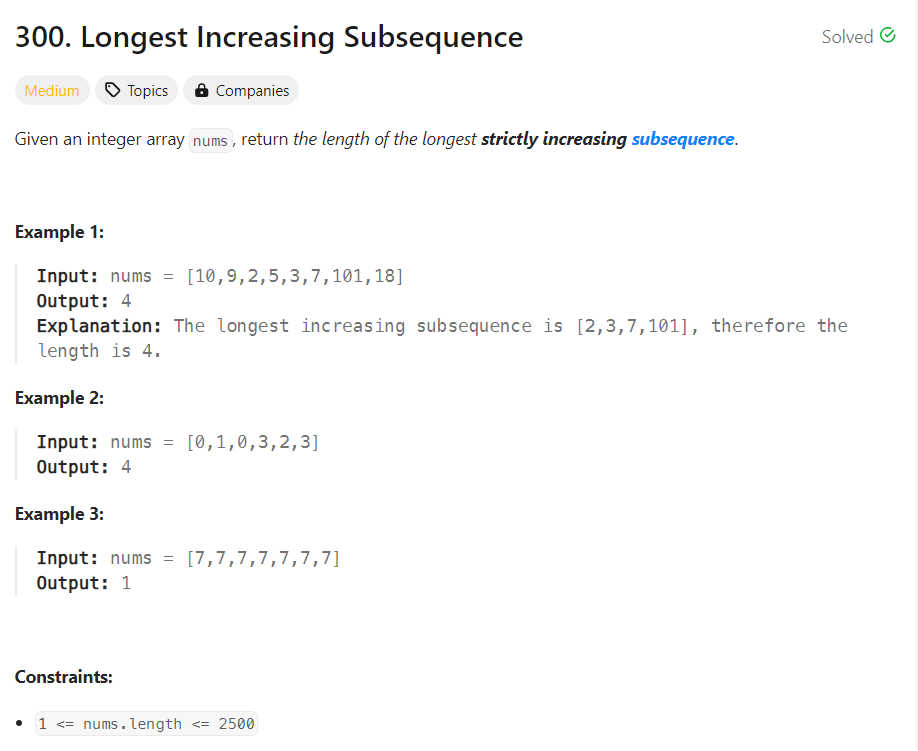 300. Longest Increasing Subsequence
Solved
Medium Topics Companies
Given an integer array nums, return the length of the longest strictly increasing subsequence.
Example 1:
Input: nums = [10,9,2,5,3,7,101,18]
Output: 4
Explanation: The longest increasing subsequence is [2,3,7,101], therefore the
length is 4.
Example 2:
Input: nums = [0,1,0,3,2,3]
Output: 4
Example 3:
Input: nums = [7,7,7,7,7,7,7]
Output: 1
Constraints:
• 1 <= nums.length <= 2500